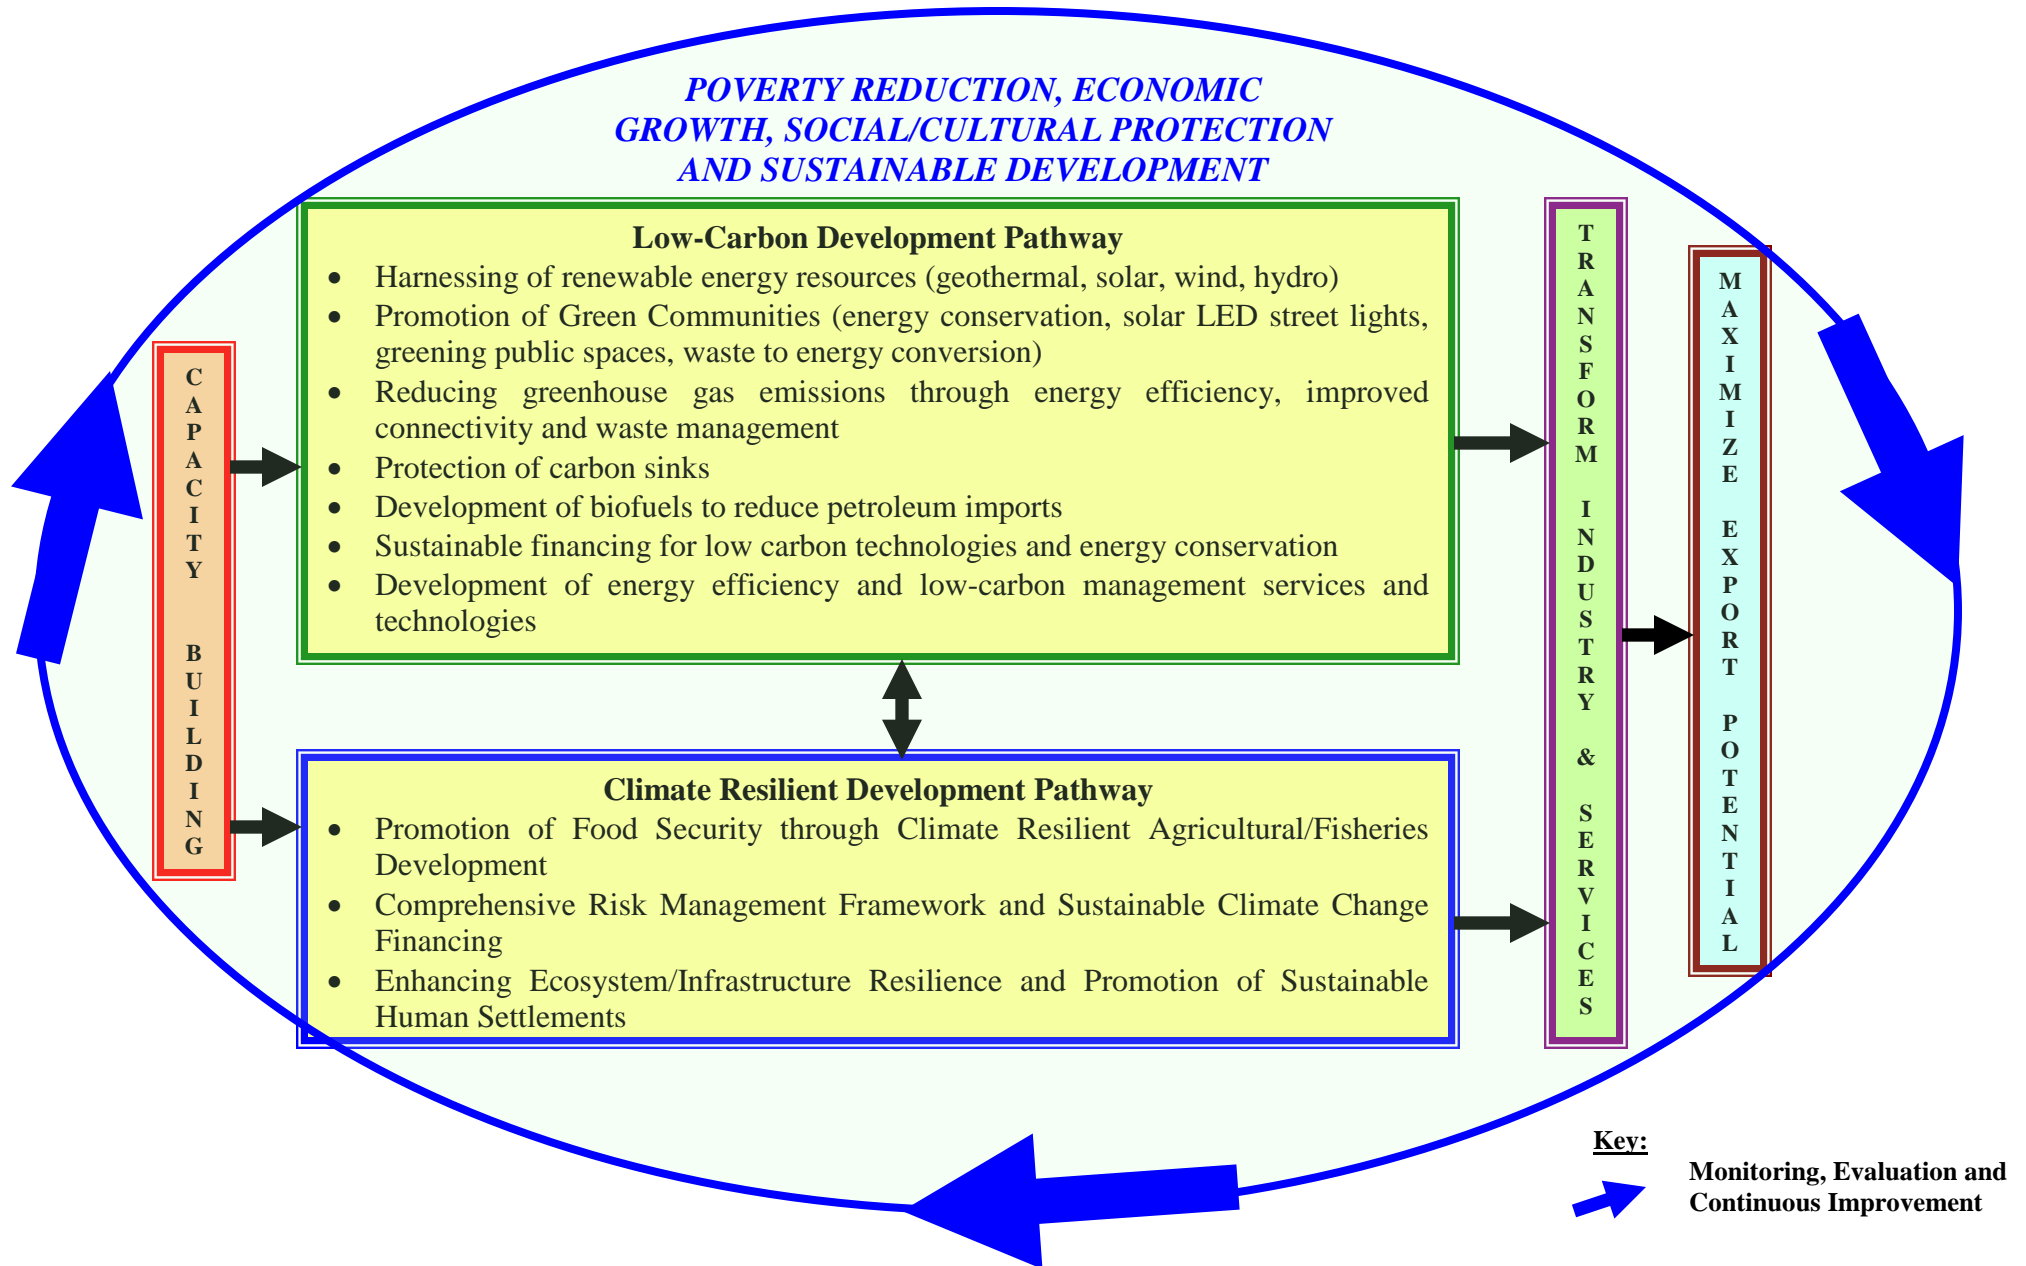 POVERTY REDUCTION, ECONOMIC
GROWTH, SOCIAL/CULTURAL PROTECTION
AND SUSTAINABLE DEVELOPMENT
CAPACITY BUILDING
Low-Carbon Development Pathway
• Harnessing of renewable energy resources (geothermal, solar, wind, hydro)
• Promotion of Green Communities (energy conservation, solar LED street lights,
greening public spaces, waste to energy conversion)
• Reducing greenhouse gas emissions through energy efficiency, improved
connectivity and waste management
• Protection of carbon sinks
• Development of biofuels to reduce petroleum imports
• Sustainable financing for low carbon technologies and energy conservation
• Development of energy efficiency and low-carbon management services and
technologies
Climate Resilient Development Pathway
• Promotion of Food Security through Climate Resilient Agricultural/Fisheries
Development
• Comprehensive Risk Management Framework and Sustainable Climate Change
Financing
• Enhancing Ecosystem/Infrastructure Resilience and Promotion of Sustainable
Human Settlements
TRANSFORM INDUSTRY & SERVICES
MAXIMIZE EXPORT POTENTIAL
Key:
Monitoring, Evaluation and
Continuous Improvement